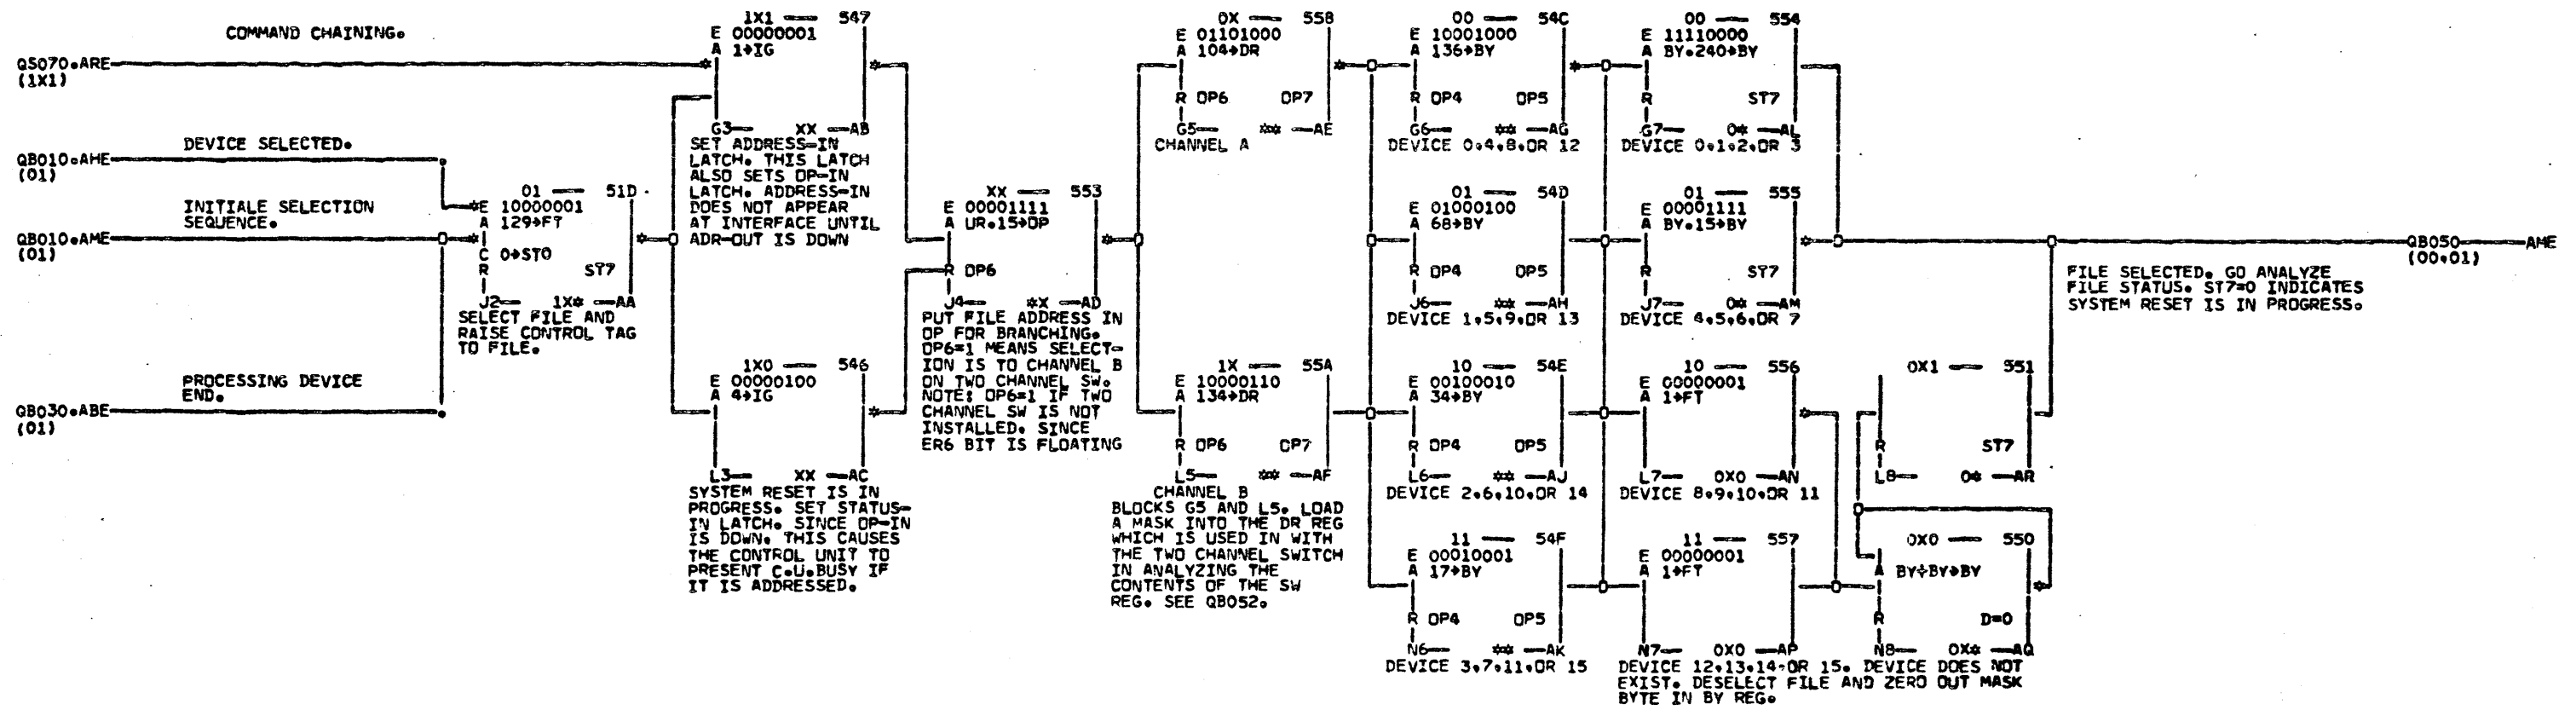 COMMAND CHAINING.
QS070.ARE
(1X1)
DEVICE SELECTED.
QB010.AHE
(01)
INITIALE SELECTION
SEQUENCE.
QB010.AME
(01)
PROCESSING DEVICE
END.
QB030.ABE
(01)
01 — 51D
E 10000001
A 129→FT
C 0→ST0
R ST7
J2— 1X* —AA
SELECT FILE AND
RAISE CONTROL TAG
TO FILE.
1X1 — 547
E 00000001
A 1→IG
G3— XX —AB
SET ADDRESS-IN
LATCH. THIS LATCH
ALSO SETS OP-IN
LATCH. ADDRESS-IN
DOES NOT APPEAR
AT INTERFACE UNTIL
ADR-OUT IS DOWN
1X0 — 546
E 00000100
A 4→IG
L3— XX —AC
SYSTEM RESET IS IN
PROGRESS. SET STATUS-
IN LATCH. SINCE OP-IN
IS DOWN. THIS CAUSES
THE CONTROL UNIT TO
PRESENT C.U.BUSY IF
IT IS ADDRESSED.
XX — 553
E 00001111
A UR.15→OP
R OP6
J4— *X —AD
PUT FILE ADDRESS IN
OP FOR BRANCHING.
OP6=1 MEANS SELECT-
ION IS TO CHANNEL B
ON TWO CHANNEL SW.
NOTE: OP6=1 IF TWO
CHANNEL SW IS NOT
INSTALLED. SINCE
ER6 BIT IS FLOATING
0X — 558
E 01101000
A 104→DR
R OP6 OP7
G5— ** —AE
CHANNEL A
1X — 55A
E 10000110
A 134→DR
R OP6 OP7
L5— ** —AF
CHANNEL B
BLOCKS G5 AND L5. LOAD
A MASK INTO THE DR REG
WHICH IS USED IN WITH
THE TWO CHANNEL SWITCH
IN ANALYZING THE
CONTENTS OF THE SW
REG. SEE QB052.
00 — 54C
E 10001000
A 136→BY
R OP4 OP5
G6— ** —AG
DEVICE 0.4.8.OR 12
01 — 54D
E 01000100
A 68→BY
R OP4 OP5
J6— ** —AH
DEVICE 1.5.9.OR 13
10 — 54E
E 00100010
A 34→BY
R OP4 OP5
L6— ** —AJ
DEVICE 2.6.10.OR 14
11 — 54F
E 00010001
A 17→BY
R OP4 OP5
N6— ** —AK
DEVICE 3.7.11.OR 15
00 — 554
E 11110000
A BY.240→BY
R ST7
G7— 0* —AL
DEVICE 0.1.2.OR 3
01 — 555
E 00001111
A BY.15→BY
R ST7
J7— 0* —AM
DEVICE 4.5.6.OR 7
10 — 556
E 00000001
A 1→FT
L7— 0X0 —AN
DEVICE 8.9.10.OR 11
11 — 557
E 00000001
A 1→FT
N7— 0X0 —AP
DEVICE 12.13.14.OR 15. DEVICE DOES NOT
EXIST. DESELECT FILE AND ZERO OUT MASK
BYTE IN BY REG.
0X1 — 551
R ST7
L8— 0* —AR
0X0 — 550
A BY÷BY→BY
R D=0
N8— 0X* —AQ
QB050—AME
(00.01)
FILE SELECTED. GO ANALYZE
FILE STATUS. ST7=0 INDICATES
SYSTEM RESET IS IN PROGRESS.